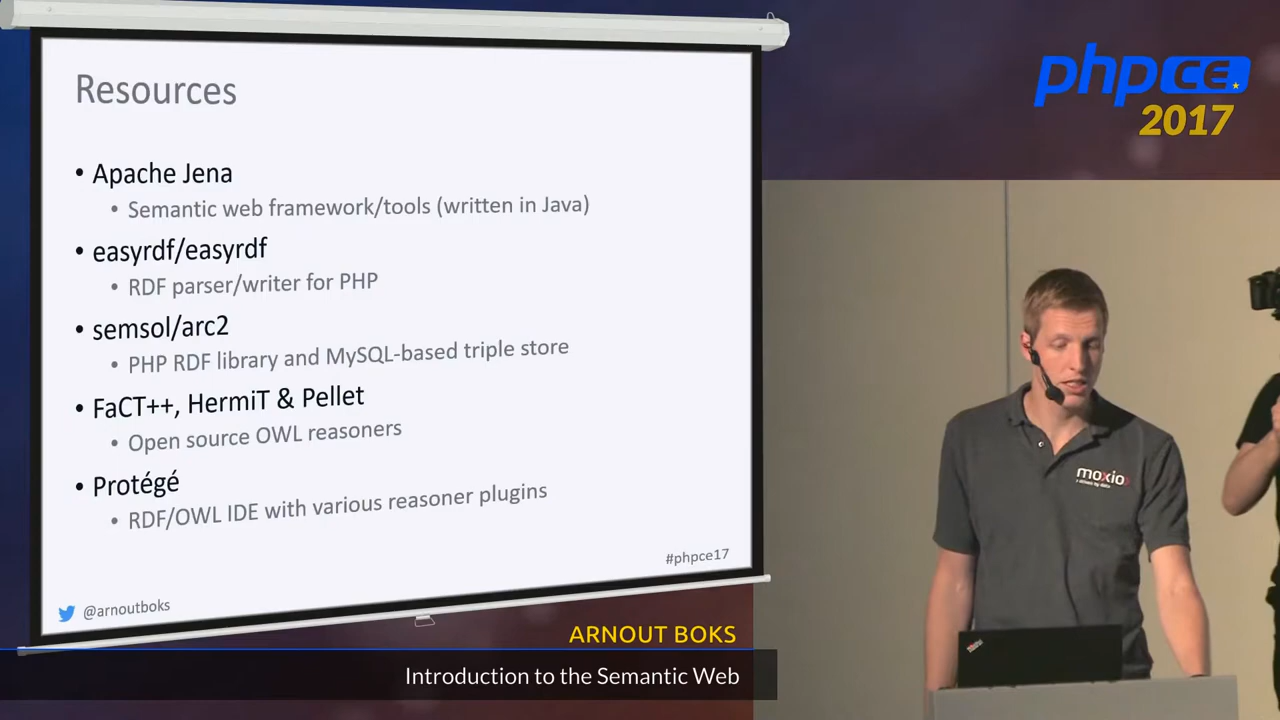 Resources
• Apache Jena
• Semantic web framework/tools (written in Java)
• easyrdf/easyrdf
• RDF parser/writer for PHP
• semsol/arc2
• PHP RDF library and MySQL-based triple store
• FaCT++, HermiT & Pellet
• Open source OWL reasoners
• Protégé
• RDF/OWL IDE with various reasoner plugins
#phpce17
@arnoutboks
ARNOUT BOKS
Introduction to the Semantic Web
phpCE
2017
moxio